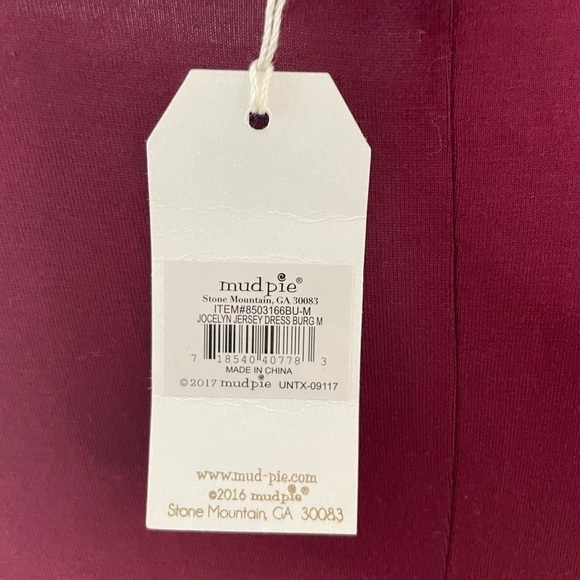 mudpie
Stone Mountain, GA 30083
ITEM#8503166BU-M
JOCELYN JERSEY DRESS BURG M
7 18540 40778 3
MADE IN CHINA
©2017 mudpie UNTX-09117
www.mud-pie.com
©2016 mudpie®
Stone Mountain, GA 30083